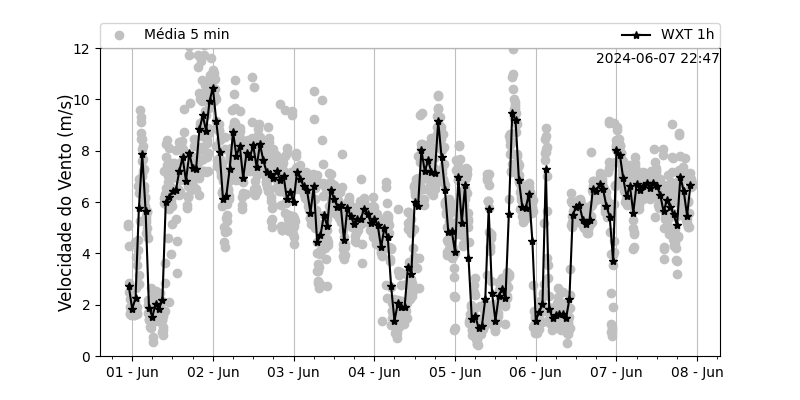 Média 5 min
WXT 1h
2024-06-07 22:47
Velocidade do Vento (m/s)
12
10
8
6
4
2
0
01 - Jun
02 - Jun
03 - Jun
04 - Jun
05 - Jun
06 - Jun
07 - Jun
08 - Jun